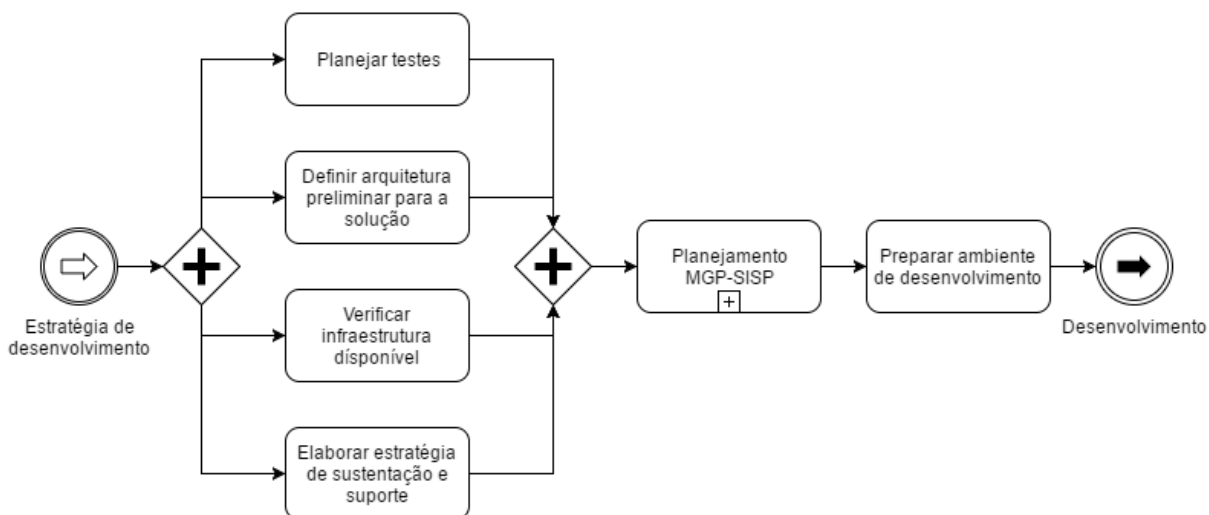 Planejar testes
Definir arquitetura
preliminar para a
solução
Estratégia de
desenvolvimento
Verificar
infraestrutura
dísponível
Elaborar estratégia
de sustentação e
suporte
Planejamento
MGP-SISP
Preparar ambiente
de desenvolvimento
Desenvolvimento